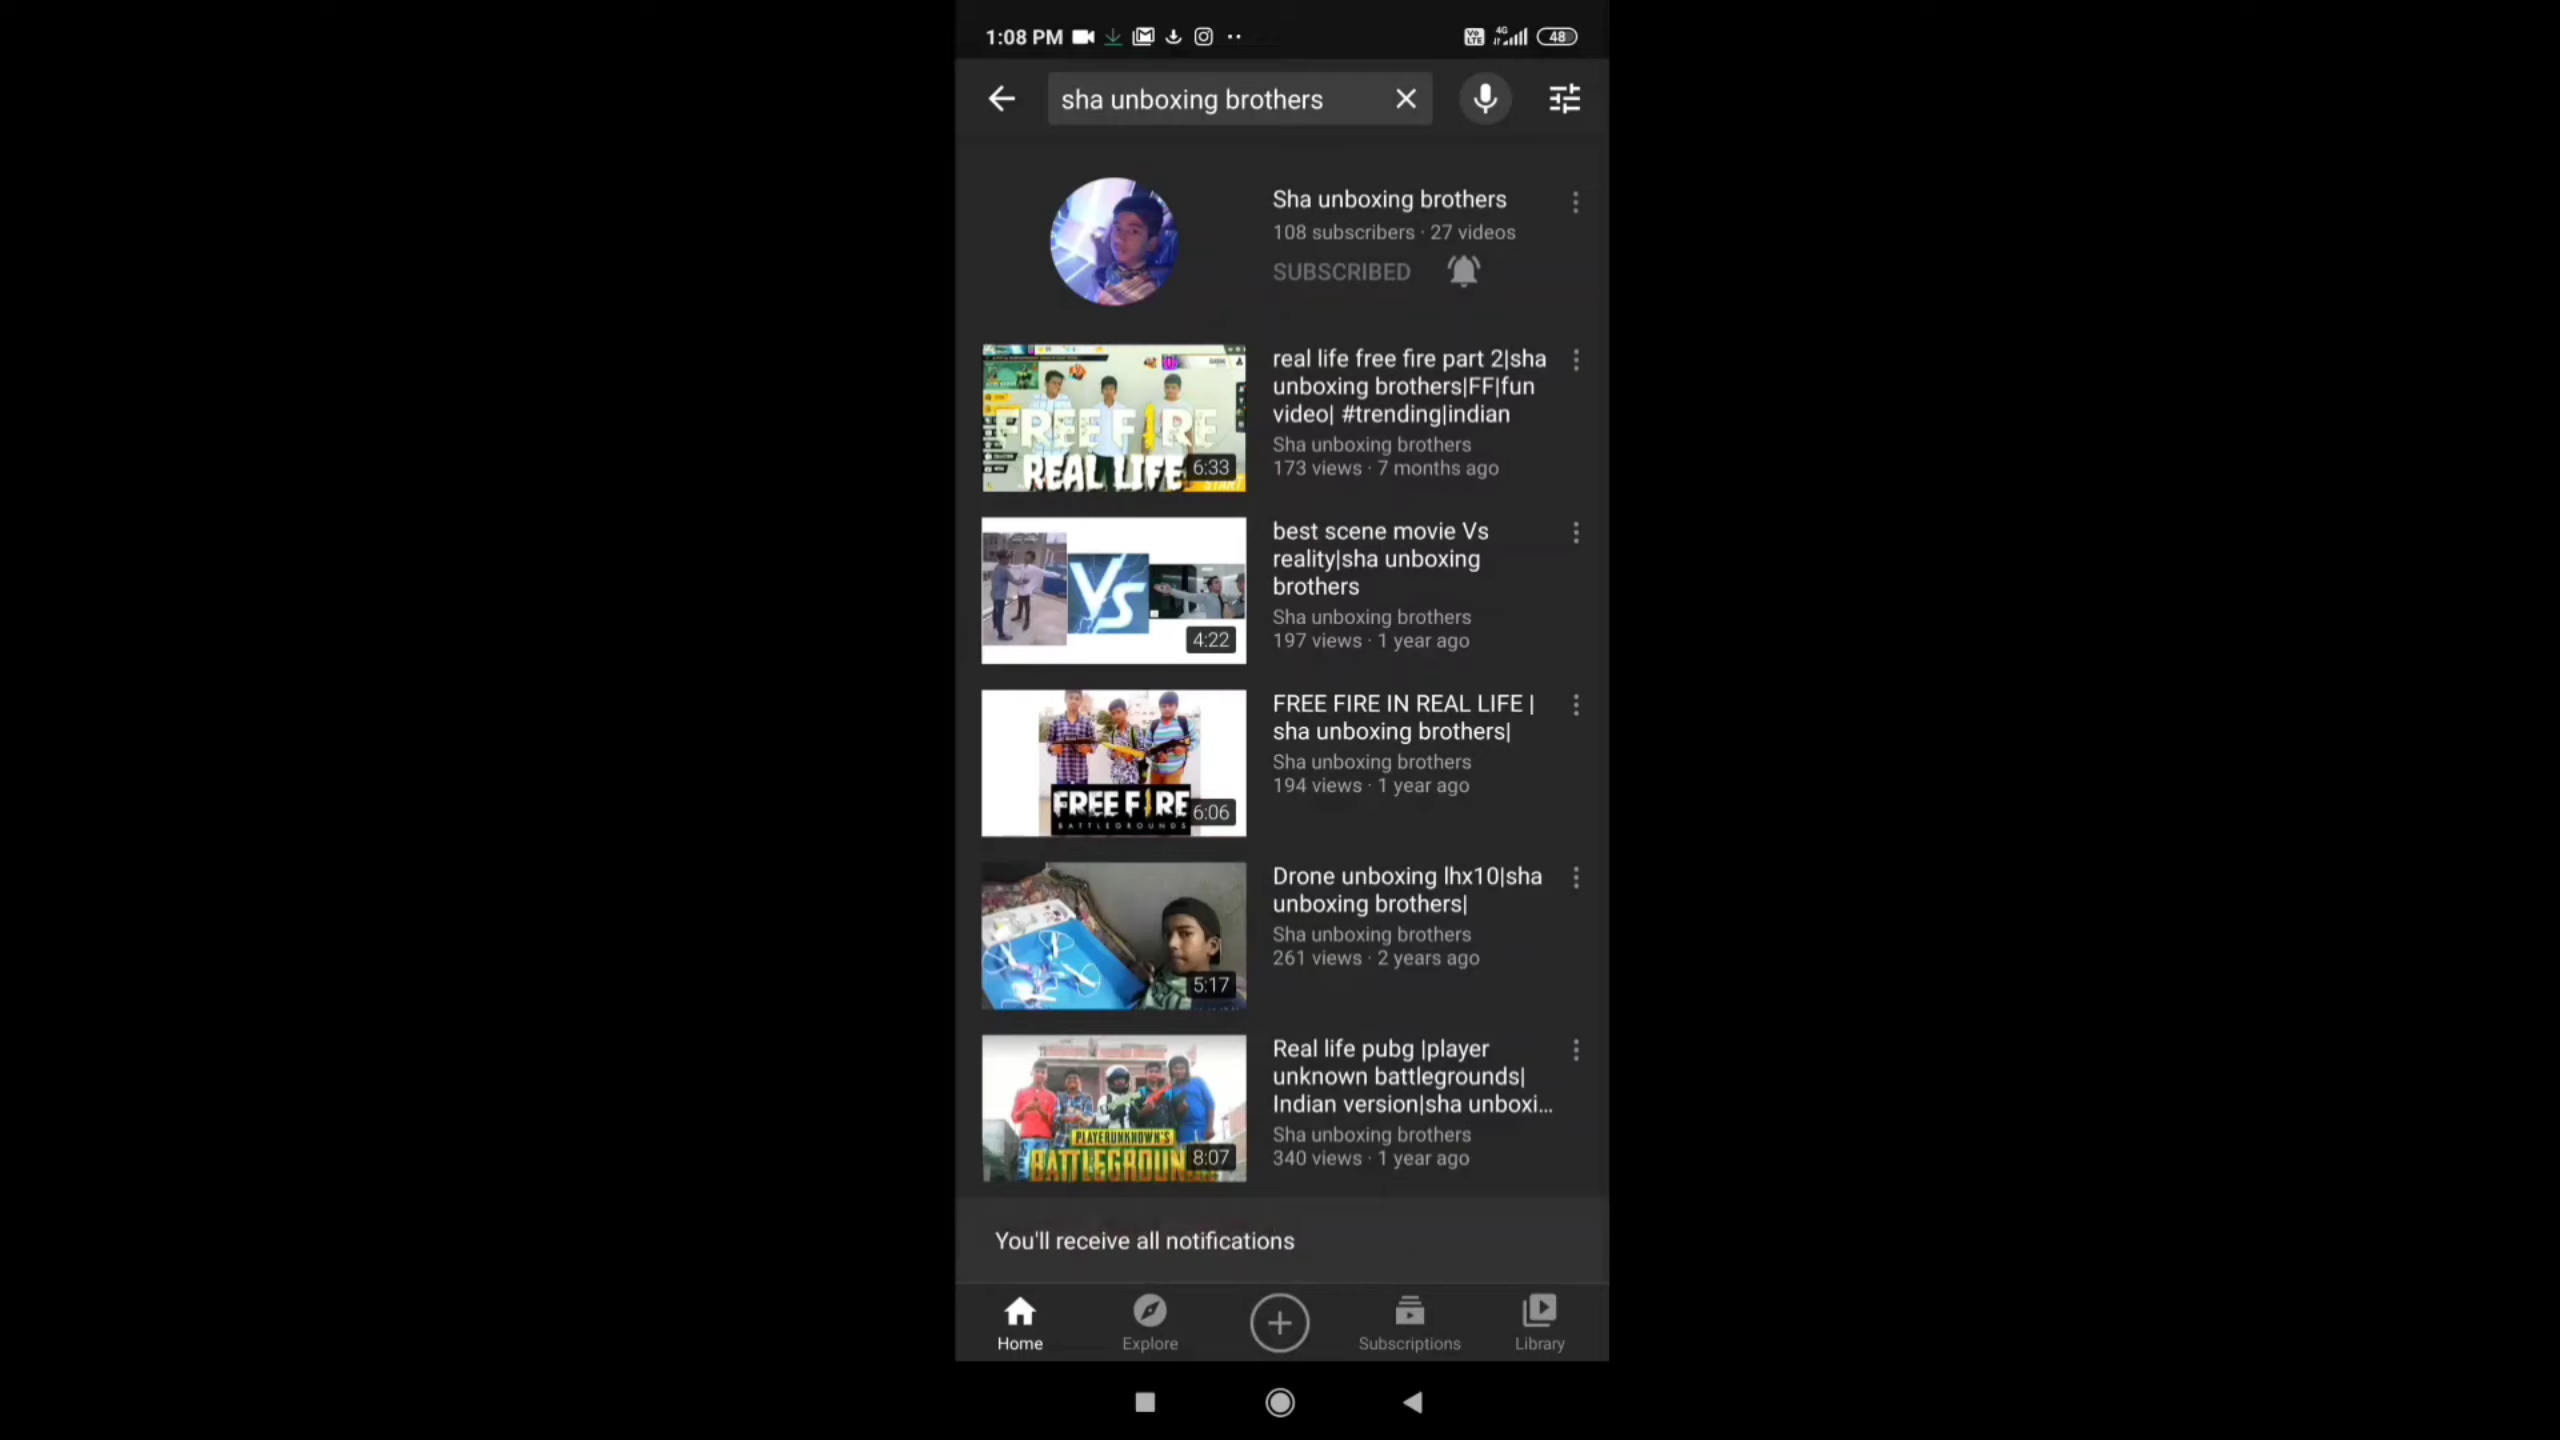 1:08 PM
Vo LTE 4G 48
sha unboxing brothers
Sha unboxing brothers
108 subscribers · 27 videos
SUBSCRIBED
real life free fire part 2|sha
unboxing brothers|FF|fun
video| #trending|indian
Sha unboxing brothers
173 views · 7 months ago
FREE FIRE
REAL LIFE
6:33
START
best scene movie Vs
reality|sha unboxing
brothers
Sha unboxing brothers
197 views · 1 year ago
Vs
4:22
FREE FIRE IN REAL LIFE |
sha unboxing brothers|
Sha unboxing brothers
194 views · 1 year ago
FREE FIRE
BATTLEGROUNDS
6:06
Drone unboxing lhx10|sha
unboxing brothers|
Sha unboxing brothers
261 views · 2 years ago
5:17
Real life pubg |player
unknown battlegrounds|
Indian version|sha unboxi...
Sha unboxing brothers
340 views · 1 year ago
PLAYERUNKNOWN'S
BATTLEGROUN
8:07
You'll receive all notifications
Home
Explore
Subscriptions
Library